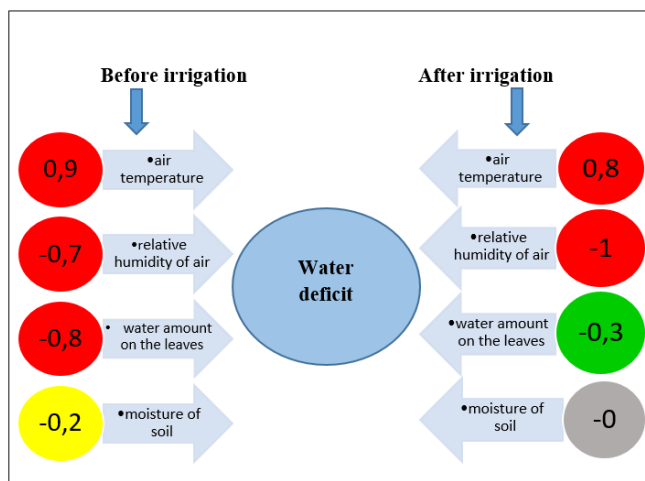 Before irrigation
After irrigation
0,9
•air
temperature
-0,7
•relative
humidity of air
-0,8
• water amount
on the leaves
-0,2
•moisture of
soil
Water
deficit
•air
temperature
0,8
•relative
humidity of air
-1
•water amount
on the leaves
-0,3
•moisture of
soil
-0